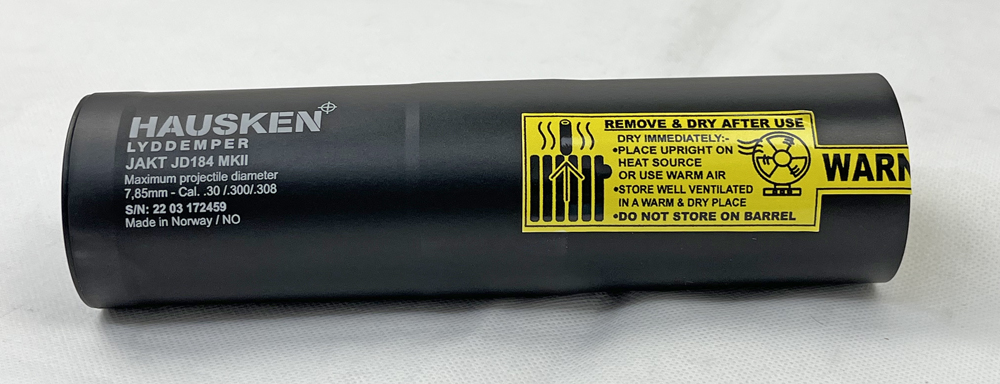 HAUSKEN
LYDDEMPER
JAKT JD184 MKII
Maximum projectile diameter
7,85mm - Cal. .30 /.300/.308
S/N: 22 03 172459
Made in Norway / NO
REMOVE & DRY AFTER USE
DRY IMMEDIATELY:-
•PLACE UPRIGHT ON
HEAT SOURCE
OR USE WARM AIR
•STORE WELL VENTILATED
IN A WARM & DRY PLACE
•DO NOT STORE ON BARREL